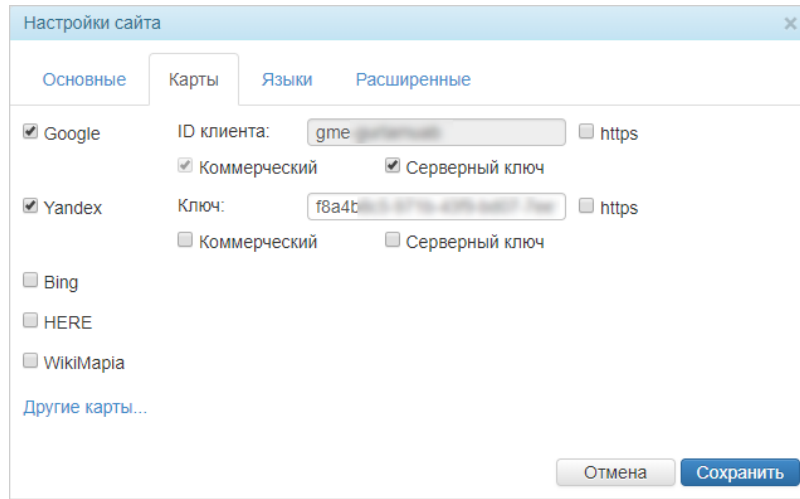 Настройки сайта ×
Основные Карты Языки Расширенные
Google ID клиента: gme https
Коммерческий Серверный ключ
Yandex Ключ: f8a4b https
Коммерческий Серверный ключ
Bing
HERE
WikiMapia
Другие карты...
Отмена Сохранить